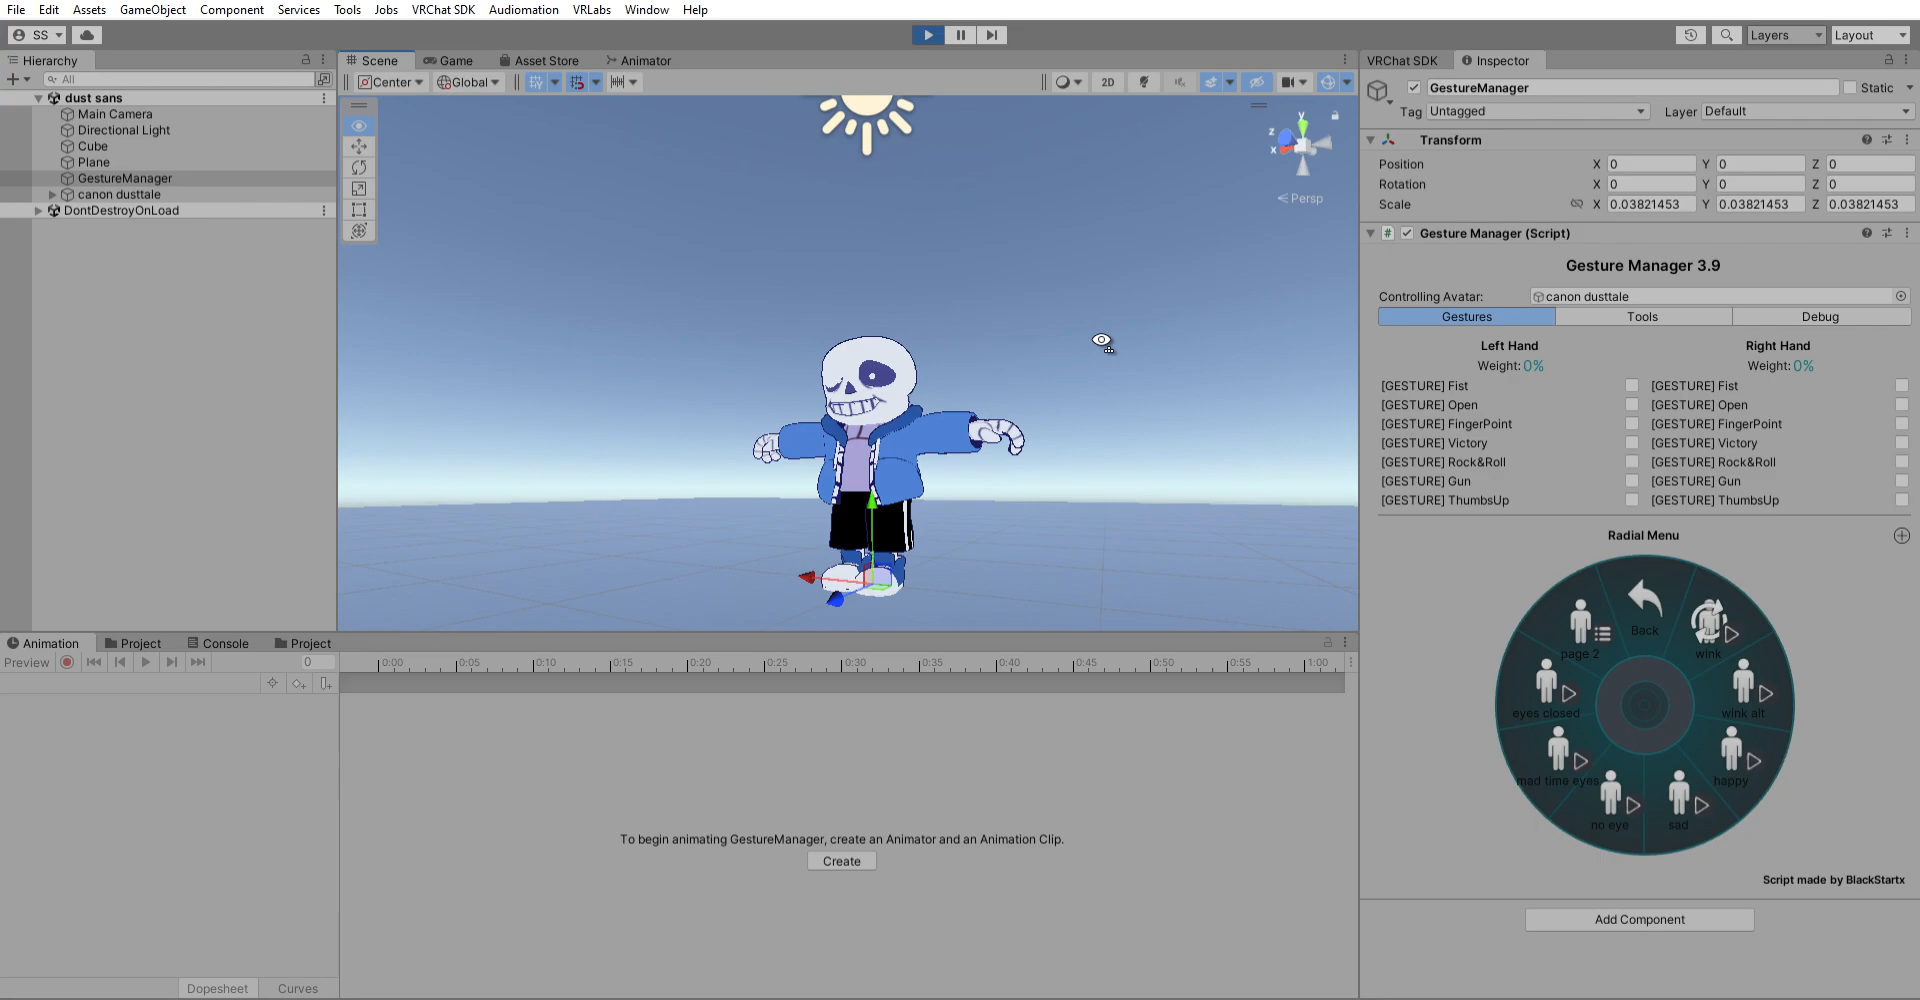 File Edit Assets GameObject Component Services Tools Jobs VRChat SDK Audiomation VRLabs Window Help
SS Layers Layout
Hierarchy
All
dust sans
Main Camera
Directional Light
Cube
Plane
GestureManager
canon dusttale
DontDestroyOnLoad
Scene Game Asset Store Animator
Center Global 2D
y
z
x
Persp
VRChat SDK Inspector
GestureManager Static
Tag Untagged Layer Default
Transform
Position X 0 Y 0 Z 0
Rotation X 0 Y 0 Z 0
Scale X 0.03821453 Y 0.03821453 Z 0.03821453
# Gesture Manager (Script)
Gesture Manager 3.9
Controlling Avatar: canon dusttale
Gestures Tools Debug
Left Hand Right Hand
Weight: 0% Weight: 0%
[GESTURE] Fist [GESTURE] Fist
[GESTURE] Open [GESTURE] Open
[GESTURE] FingerPoint [GESTURE] FingerPoint
[GESTURE] Victory [GESTURE] Victory
[GESTURE] Rock&Roll [GESTURE] Rock&Roll
[GESTURE] Gun [GESTURE] Gun
[GESTURE] ThumbsUp [GESTURE] ThumbsUp
Radial Menu
Back
page 2 wink
eyes closed wink alt
mad time eyes happy
no eye sad
Script made by BlackStartx
Add Component
Animation Project Console Project
Preview 0 0:00 0:05 0:10 0:15 0:20 0:25 0:30 0:35 0:40 0:45 0:50 0:55 1:00
To begin animating GestureManager, create an Animator and an Animation Clip.
Create
Dopesheet Curves